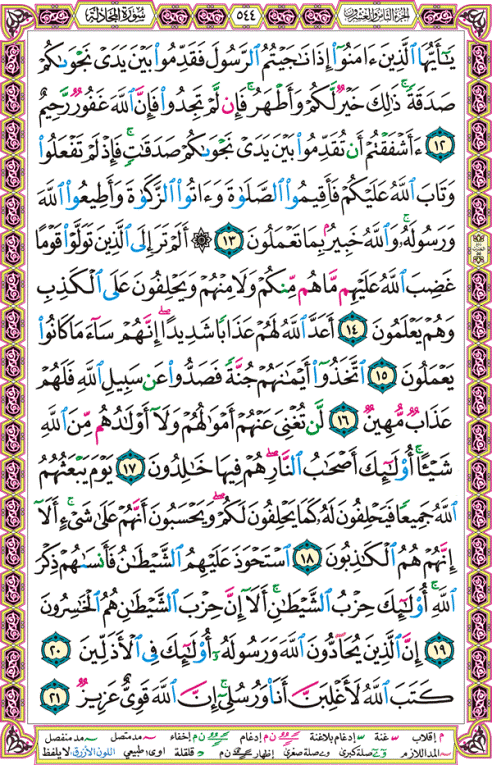 الجزء الثامن والعشرون ٥٤٤ سورة المجادلة
يَٰٓأَيُّهَا ٱلَّذِينَ ءَامَنُوٓا۟ إِذَا نَٰجَيْتُمُ ٱلرَّسُولَ فَقَدِّمُوا۟ بَيْنَ يَدَىْ نَجْوَىٰكُمْ
صَدَقَةً ۚ ذَٰلِكَ خَيْرٌ لَّكُمْ وَأَطْهَرُ ۚ فَإِن لَّمْ تَجِدُوا۟ فَإِنَّ ٱللَّهَ غَفُورٌ رَّحِيمٌ
١٢ ءَأَشْفَقْتُمْ أَن تُقَدِّمُوا۟ بَيْنَ يَدَىْ نَجْوَىٰكُمْ صَدَقَٰتٍ ۚ فَإِذْ لَمْ تَفْعَلُوا۟
وَتَابَ ٱللَّهُ عَلَيْكُمْ فَأَقِيمُوا۟ ٱلصَّلَوٰةَ وَءَاتُوا۟ ٱلزَّكَوٰةَ وَأَطِيعُوا۟ ٱللَّهَ
وَرَسُولَهُۥ ۚ وَٱللَّهُ خَبِيرٌۢ بِمَا تَعْمَلُونَ ١٣ ۞ أَلَمْ تَرَ إِلَى ٱلَّذِينَ تَوَلَّوْا۟ قَوْمًا
غَضِبَ ٱللَّهُ عَلَيْهِم مَّا هُم مِّنكُمْ وَلَا مِنْهُمْ وَيَحْلِفُونَ عَلَى ٱلْكَذِبِ
وَهُمْ يَعْلَمُونَ ١٤ أَعَدَّ ٱللَّهُ لَهُمْ عَذَابًا شَدِيدًا ۖ إِنَّهُمْ سَآءَ مَا كَانُوا۟
يَعْمَلُونَ ١٥ ٱتَّخَذُوٓا۟ أَيْمَٰنَهُمْ جُنَّةً فَصَدُّوا۟ عَن سَبِيلِ ٱللَّهِ فَلَهُمْ
عَذَابٌ مُّهِينٌ ١٦ لَّن تُغْنِىَ عَنْهُمْ أَمْوَٰلُهُمْ وَلَآ أَوْلَٰدُهُم مِّنَ ٱللَّهِ
شَيْـًٔا ۚ أُو۟لَٰٓئِكَ أَصْحَٰبُ ٱلنَّارِ ۖ هُمْ فِيهَا خَٰلِدُونَ ١٧ يَوْمَ يَبْعَثُهُمُ
ٱللَّهُ جَمِيعًا فَيَحْلِفُونَ لَهُۥ كَمَا يَحْلِفُونَ لَكُمْ ۖ وَيَحْسَبُونَ أَنَّهُمْ عَلَىٰ شَىْءٍ ۚ أَلَآ
إِنَّهُمْ هُمُ ٱلْكَٰذِبُونَ ١٨ ٱسْتَحْوَذَ عَلَيْهِمُ ٱلشَّيْطَٰنُ فَأَنسَىٰهُمْ ذِكْرَ
ٱللَّهِ ۚ أُو۟لَٰٓئِكَ حِزْبُ ٱلشَّيْطَٰنِ ۚ أَلَآ إِنَّ حِزْبَ ٱلشَّيْطَٰنِ هُمُ ٱلْخَٰسِرُونَ
١٩ إِنَّ ٱلَّذِينَ يُحَآدُّونَ ٱللَّهَ وَرَسُولَهُۥٓ أُو۟لَٰٓئِكَ فِى ٱلْأَذَلِّينَ ٢٠
كَتَبَ ٱللَّهُ لَأَغْلِبَنَّ أَنَا۠ وَرُسُلِىٓ ۚ إِنَّ ٱللَّهَ قَوِىٌّ عَزِيزٌ ٢١
م إقلاب س غنة س إدغام بلاغنة ن م إدغام ن م إخفاء مد متصل مد منفصل
المد اللازم صلة كبرى وصلة صغرى إظهار ن م قلقلة اوى: طبيعي اللون الأزرق: لا يلفظ